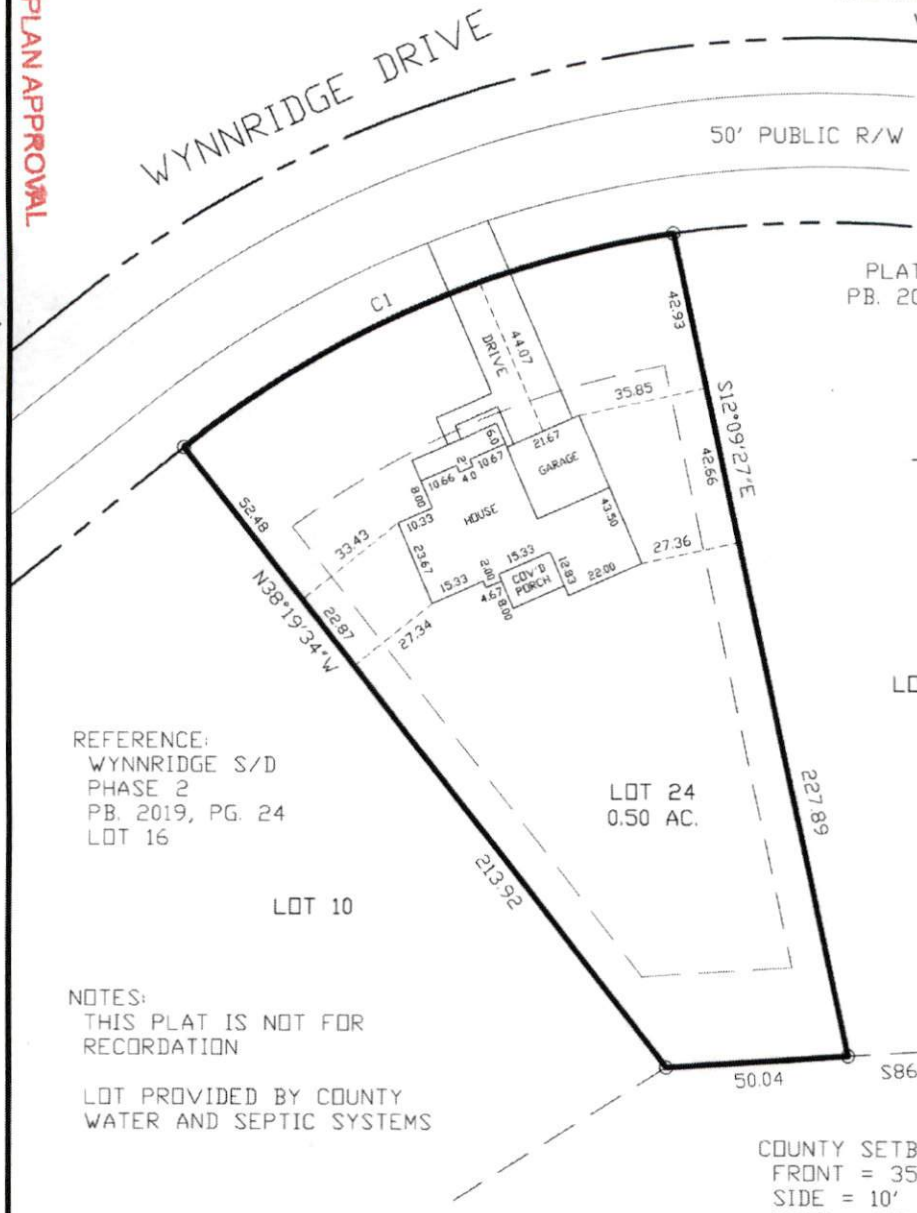 PLAN APPROVAL
WYNNRIDGE DRIVE
50' PUBLIC R/W
C1
42.93
PLAT
PB. 20
DRIVE
44.07
35.85
S12°09'27"E
42.66
21.67
GARAGE
6.0
10.67
4.0
10.66
8.00
10.33
HOUSE
43.50
52.48
33.43
23.67
15.33
2.00
15.33
COV'D
PORCH
12.83
22.00
27.36
4.67
8.00
N38°19'34"W
22.87
27.34
REFERENCE:
WYNNRIDGE S/D
PHASE 2
PB. 2019, PG. 24
LOT 16
LOT 24
0.50 AC.
227.89
213.92
LOT 10
NOTES:
THIS PLAT IS NOT FOR
RECORDATION
LOT PROVIDED BY COUNTY
WATER AND SEPTIC SYSTEMS
50.04
S86
COUNTY SETB
FRONT = 35
SIDE = 10'